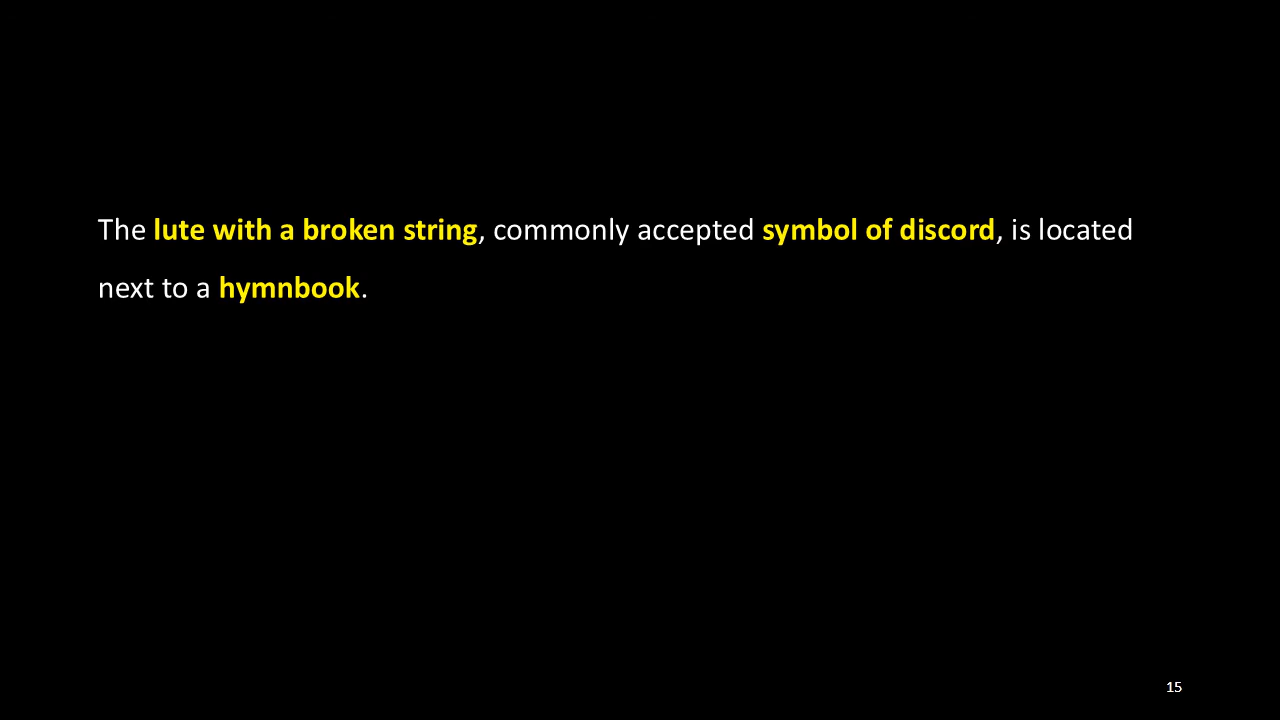 The lute with a broken string, commonly accepted symbol of discord, is located
next to a hymnbook.
15